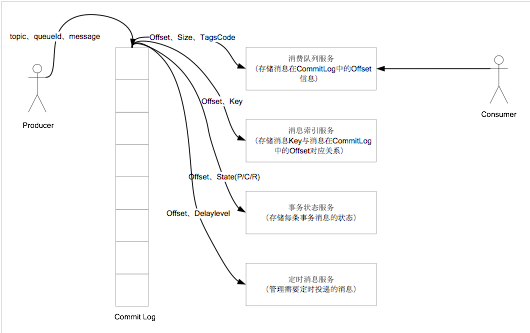 topic、queueId、message
Offset、Size、TagsCode
消费队列服务
（存储消息在CommitLog中的Offset
信息）
Producer
Consumer
Offset、Key
消息索引服务
（存储消息Key与消息在CommitLog
中的Offset对应关系）
Offset、State(P/C/R)
事务状态服务
（存储每条事务消息的状态）
Offset、Delaylevel
定时消息服务
（管理需要定时投递的消息）
Commit Log